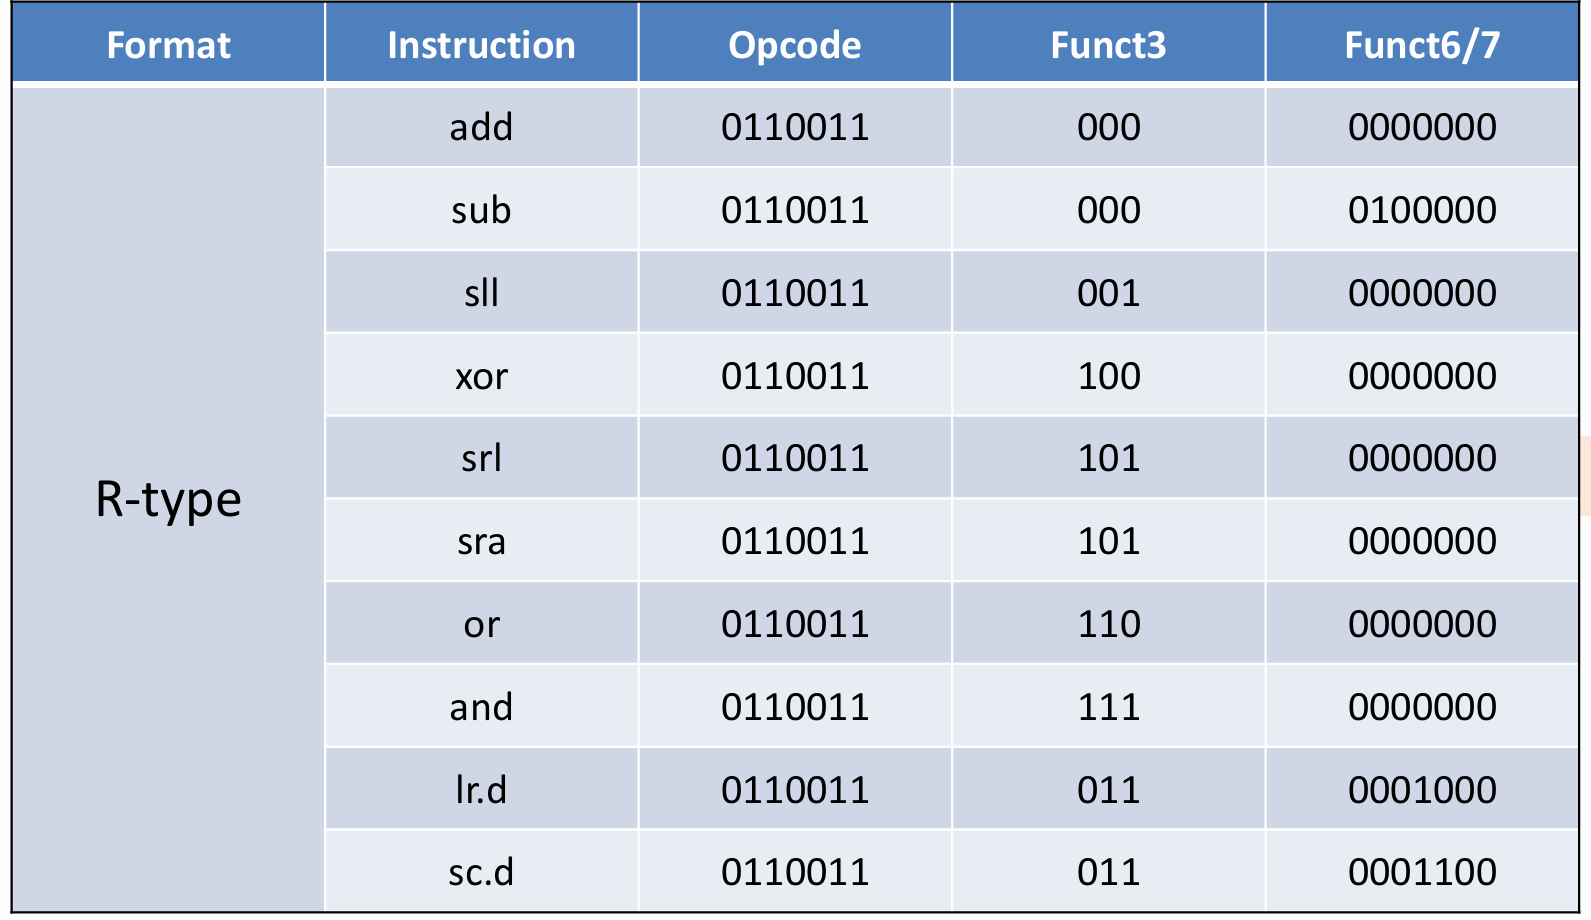 Format Instruction Opcode Funct3 Funct6/7
add 0110011 000 0000000
sub 0110011 000 0100000
sll 0110011 001 0000000
xor 0110011 100 0000000
srl 0110011 101 0000000
R-type
sra 0110011 101 0000000
or 0110011 110 0000000
and 0110011 111 0000000
lr.d 0110011 011 0001000
sc.d 0110011 011 0001100